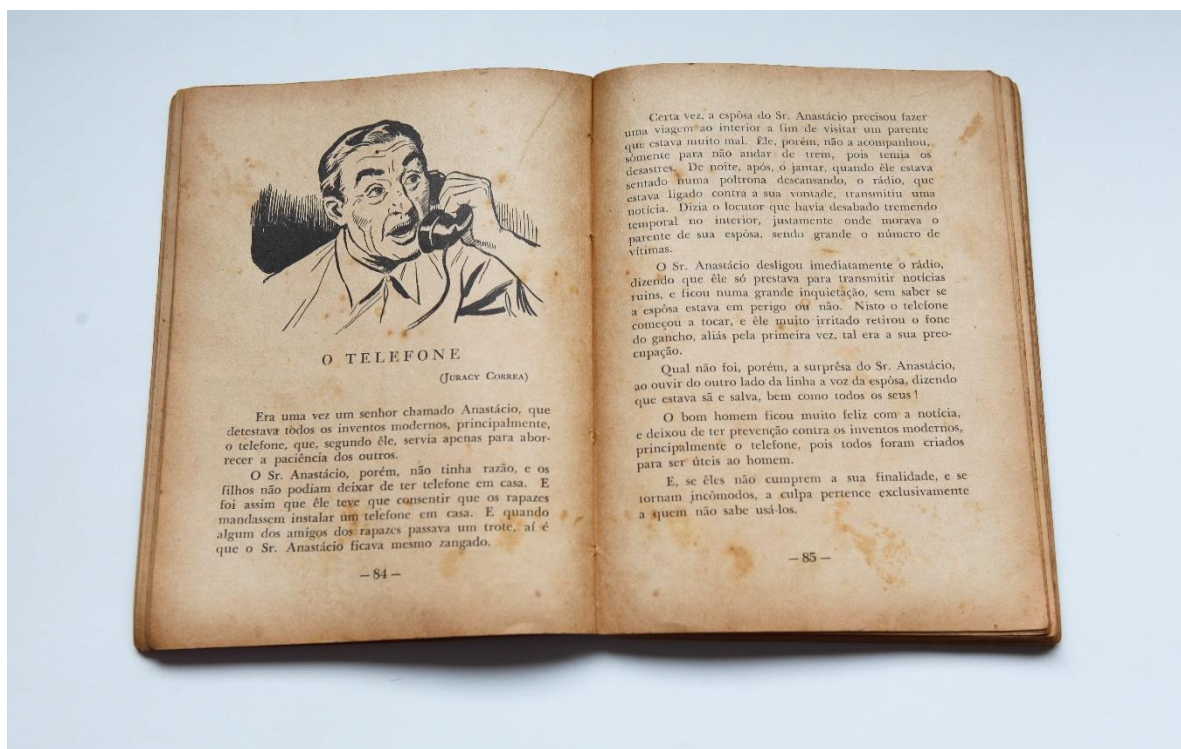 O TELEFONE
(JURACY CORREA)
Era uma vez um senhor chamado Anastácio, que
detestava todos os inventos modernos, principalmente,
o telefone, que, segundo êle, servia apenas para abor-
recer a paciência dos outros.
O Sr. Anastácio, porém, não tinha razão, e os
filhos não podiam deixar de ter telefone em casa. E
foi assim que êle teve que consentir que os rapazes
mandassem instalar um telefone em casa. E quando
algum dos amigos dos rapazes passava um trote, aí é
que o Sr. Anastácio ficava mesmo zangado.
— 84 —
Certa vez, a espôsa do Sr. Anastácio precisou fazer
uma viagem ao interior a fim de visitar um parente
que estava muito mal. Êle, porém, não a acompanhou,
sòmente para não andar de trem, pois temia os
desastres. De noite, após, o jantar, quando êle estava
sentado numa poltrona descansando, o rádio, que
estava ligado contra a sua vontade, transmitiu uma
notícia. Dizia o locutor que havia desabado tremendo
temporal no interior, justamente onde morava o
parente de sua espôsa, sendo grande o número de
vítimas.
O Sr. Anastácio desligou imediatamente o rádio,
dizendo que êle só prestava para transmitir notícias
ruins, e ficou numa grande inquietação, sem saber se
a espôsa estava em perigo ou não. Nisto o telefone
começou a tocar, e êle muito irritado retirou o fone
do gancho, aliás pela primeira vez, tal era a sua preo-
cupação.
Qual não foi, porém, a surprêsa do Sr. Anastácio,
ao ouvir do outro lado da linha a voz da espôsa, dizendo
que estava sã e salva, bem como todos os seus !
O bom homem ficou muito feliz com a notícia,
e deixou de ter prevenção contra os inventos modernos,
principalmente o telefone, pois todos foram criados
para ser úteis ao homem.
E, se êles não cumprem a sua finalidade, e se
tornam jncômodos, a culpa pertence exclusivamente
a quem não sabe usá-los.
— 85 —